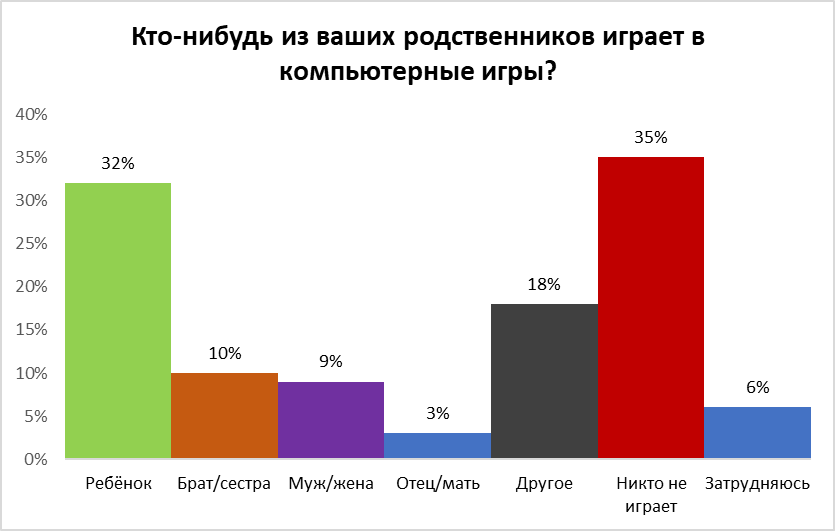 Кто-нибудь из ваших родственников играет в
компьютерные игры?
40%
35%
30%
25%
20%
15%
10%
5%
0%
32%
10%
9%
3%
18%
35%
6%
Ребёнок
Брат/сестра
Муж/жена
Отец/мать
Другое
Никто не
играет
Затрудняюсь